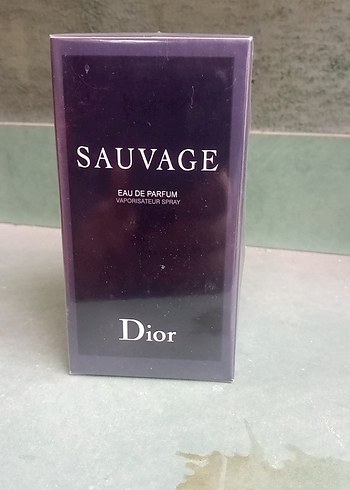 SAUVAGE
EAU DE PARFUM
VAPORISATEUR SPRAY
Dior